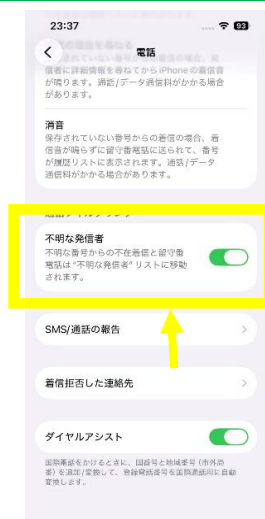 23:37
93
電話
信者に詳細情報を尋ねてからiPhoneの着信音
が鳴ります。通話/データ通信料がかかる場合
があります。
消音
保存されていない番号からの着信の場合、着
信音が鳴らずに留守番電話に送られて、番号
が履歴リストに表示されます。通話/データ
通信料がかかる場合があります。
不明な発信者
不明な番号からの不在着信と留守番
電話は“不明な発信者”リストに移動
されます。
SMS/通話の報告
着信拒否した連絡先
ダイヤルアシスト
国際電話をかけるときに、国番号と地域番号（市外局
番）を追加/変換して、登録電話番号を国際通話用に自動
変換します。